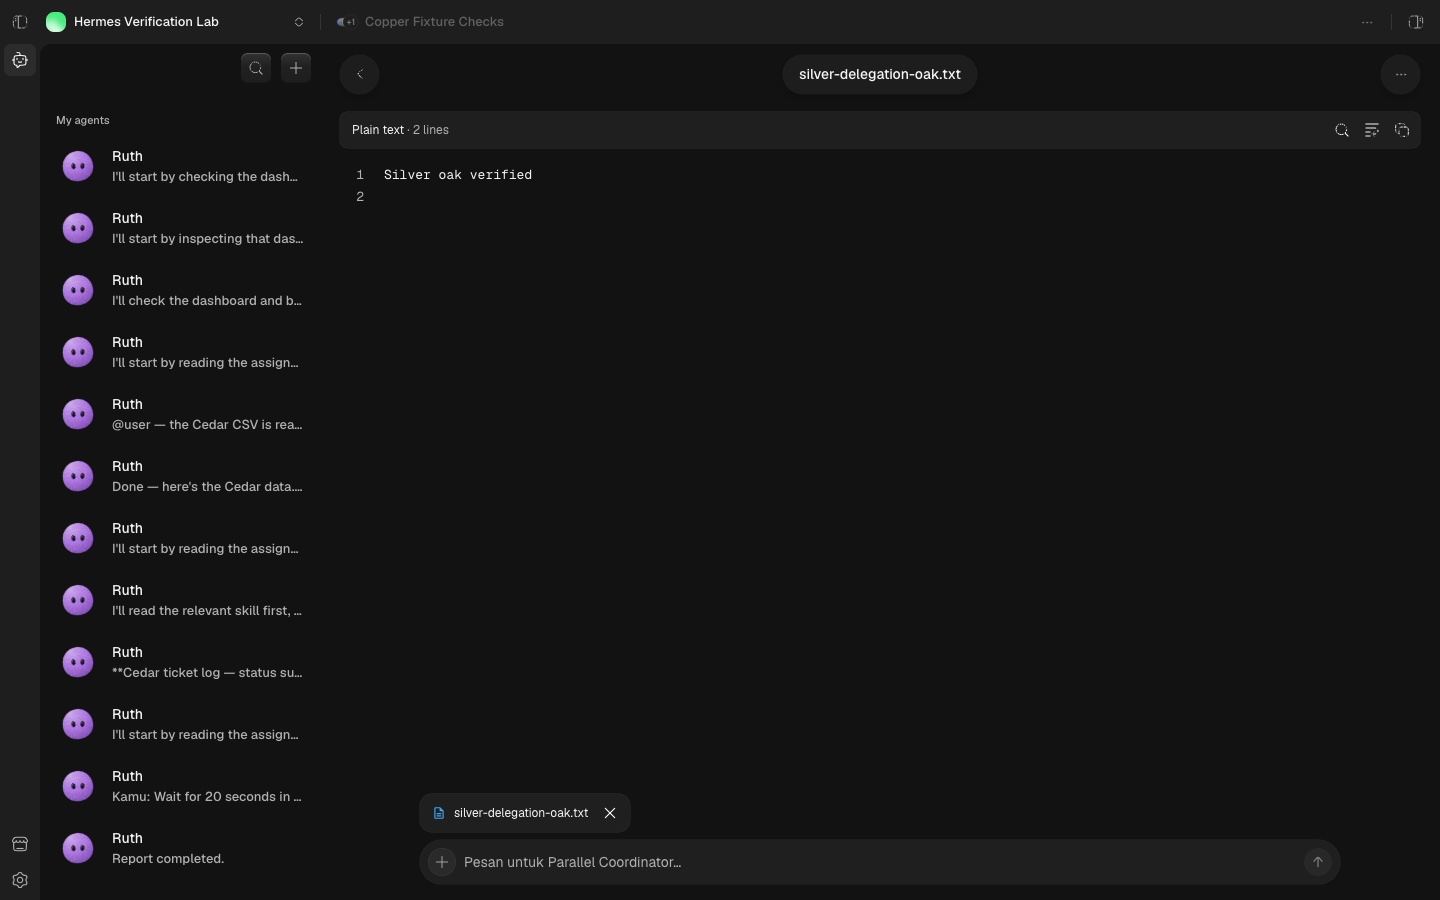 Hermes Verification Lab
+1 Copper Fixture Checks
silver-delegation-oak.txt
My agents
Plain text · 2 lines
1 Silver oak verified
2
Ruth
I'll start by checking the dash...
Ruth
I'll start by inspecting that das...
Ruth
I'll check the dashboard and b...
Ruth
I'll start by reading the assign...
Ruth
@user — the Cedar CSV is rea...
Ruth
Done — here's the Cedar data....
Ruth
I'll start by reading the assign...
Ruth
I'll read the relevant skill first, ...
Ruth
**Cedar ticket log — status su...
Ruth
I'll start by reading the assign...
Ruth
Kamu: Wait for 20 seconds in ...
Ruth
Report completed.
silver-delegation-oak.txt
Pesan untuk Parallel Coordinator...